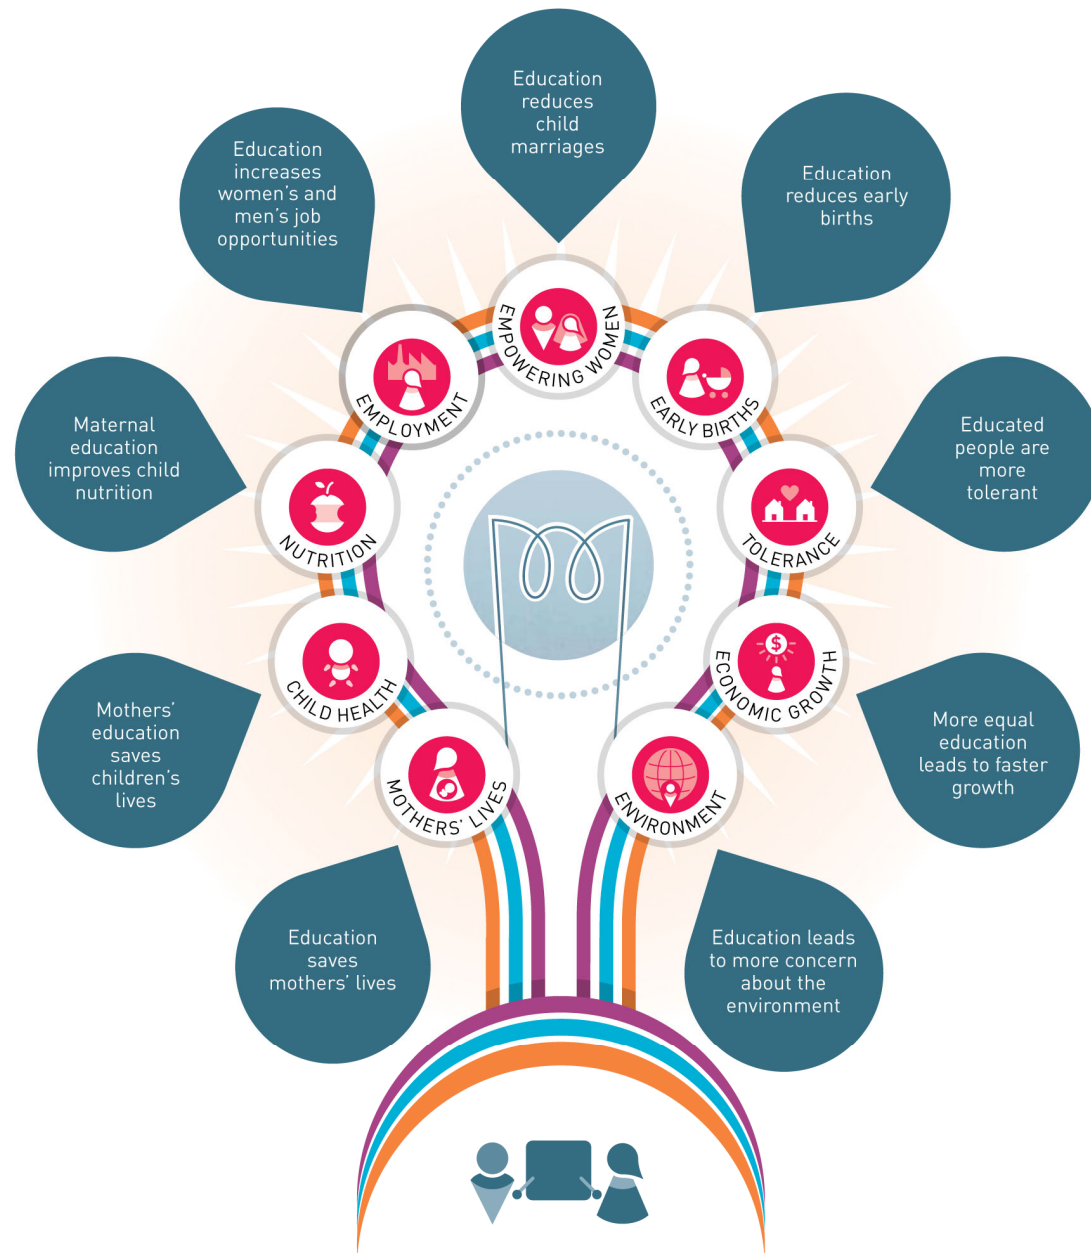 Education
reduces
child
marriages
Education
increases
women's and
men's job
opportunities
Education
reduces early
births
EMPOWERING WOMEN
EMPLOYMENT
EARLY BIRTHS
Maternal
education
improves child
nutrition
Educated
people are
more
tolerant
NUTRITION
TOLERANCE
CHILD HEALTH
$
ECONOMIC GROWTH
Mothers'
education
saves
children's
lives
More equal
education
leads to faster
growth
MOTHERS' LIVES
ENVIRONMENT
Education
saves
mothers' lives
Education leads
to more concern
about the
environment